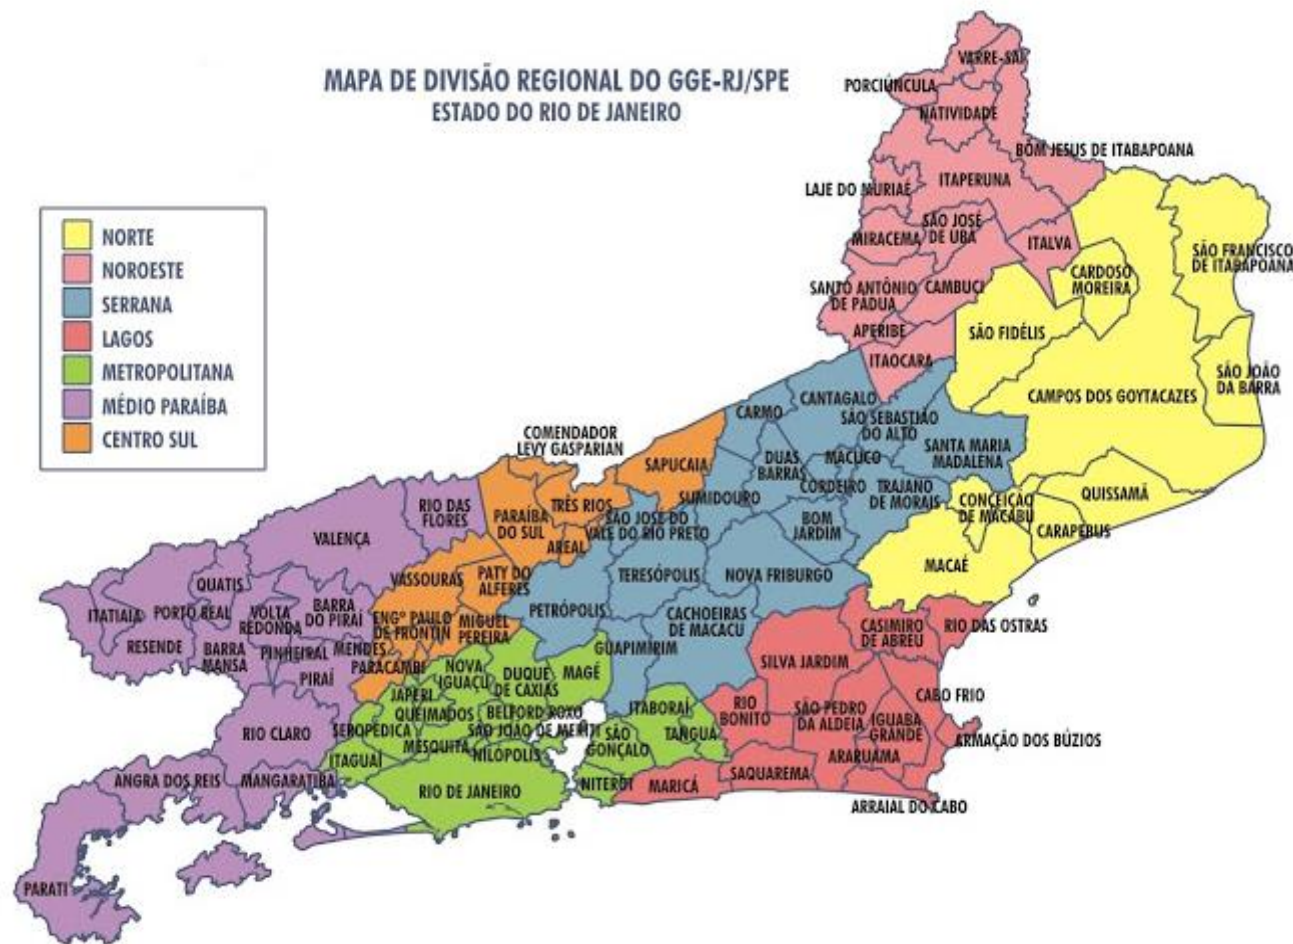 MAPA DE DIVISÃO REGIONAL DO GGE-RJ/SPE
ESTADO DO RIO DE JANEIRO
NORTE
NOROESTE
SERRANA
LAGOS
METROPOLITANA
MÉDIO PARAÍBA
CENTRO SUL
VARRE-SAI
PORCIÚNCULA
NATIVIDADE
BOM JESUS DE ITABAPOANA
LAJE DO MURIAÉ
ITAPERUNA
MIRACEMA
SÃO JOSÉ
DE UBÁ
ITALVA
SÃO FRANCISCO
DE ITABAPOANA
CARDOSO
MOREIRA
SANTO ANTÔNIO
DE PADUA
CAMBUCI
APERIBE
SÃO FIDÉLIS
ITAOCARA
SÃO JOÃO
DA BARRA
CAMPOS DOS GOYTACAZES
CANTAGALO
CARMO
SÃO SEBASTIÃO
DO ALTO
COMENDADOR
LEVY GASPARIAN
SANTA MARIA
MADALENA
SAPUCAIA
DUAS
BARRAS
MACUCO
CORDEIRO
TRAJANO
DE MORAIS
SUMIDOURO
QUISSAMÃ
CONCEIÇÃO
DE MACABU
CARAPEBUS
RIO DAS
FLORES
TRÊS RIOS
PARAÍBA
DO SUL
SÃO JOSÉ DO
VALE DO RIO PRETO
BOM
JARDIM
VALENÇA
AREAL
MACAÉ
TERESÓPOLIS
NOVA FRIBURGO
VASSOURAS
PATY DO
ALFERES
QUATIS
ITATIAIA
PORTO REAL
VOLTA
REDONDA
BARRA
DO PIRAÍ
PETRÓPOLIS
CACHOEIRAS
DE MACACU
ENGº PAULO
DE FRONTIN
MIGUEL
PEREIRA
CASIMIRO
DE ABREU
RIO DAS OSTRAS
RESENDE
BARRA
MANSA
PINHEIRAL
MENDES
GUAPIMIRIM
PARACAMBI
PIRAÍ
NOVA
IGUAÇU
DUQUE
DE CAXIAS
MAGÉ
SILVA JARDIM
JAPERI
CABO FRIO
RIO
BONITO
SÃO PEDRO
DA ALDEIA
IGUABA
GRANDE
ITABORAÍ
QUEIMADOS
BELFORD ROXO
SEROPÉDICA
SÃO JOÃO DE MERITI
SÃO
GONÇALO
TANGUÁ
RIO CLARO
MESQUITA
NILOPOLIS
ARMAÇÃO DOS BÚZIOS
ITAGUAÍ
ARARUAMA
ANGRA DOS REIS
MANGARATIBA
RIO DE JANEIRO
NITERÓI
MARICÁ
SAQUAREMA
ARRAIAL DO CABO
PARATI